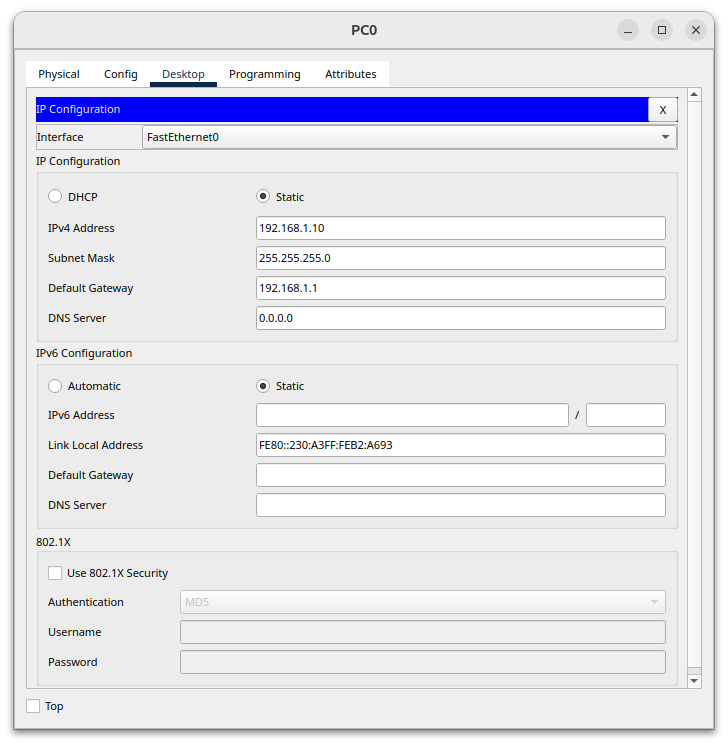 PC0
Physical Config Desktop Programming Attributes
IP Configuration X
Interface FastEthernet0
IP Configuration
DHCP Static
IPv4 Address 192.168.1.10
Subnet Mask 255.255.255.0
Default Gateway 192.168.1.1
DNS Server 0.0.0.0
IPv6 Configuration
Automatic Static
IPv6 Address /
Link Local Address FE80::230:A3FF:FEB2:A693
Default Gateway
DNS Server
802.1X
Use 802.1X Security
Authentication MD5
Username
Password
Top